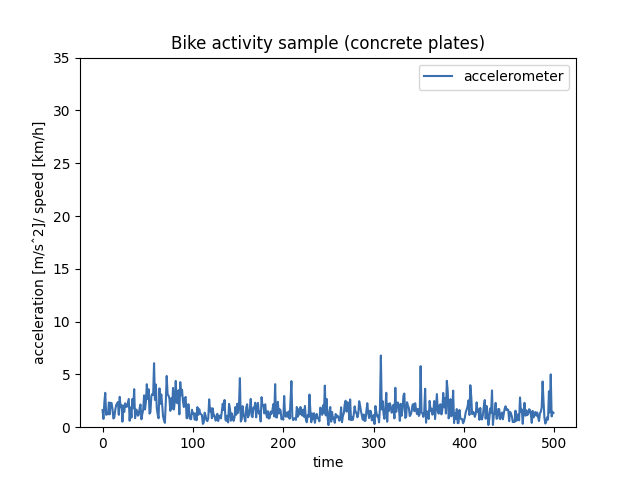 Bike activity sample (concrete plates)
accelerometer
35
30
25
20
15
10
5
0
acceleration [m/sˆ2]/ speed [km/h]
0 100 200 300 400 500
time